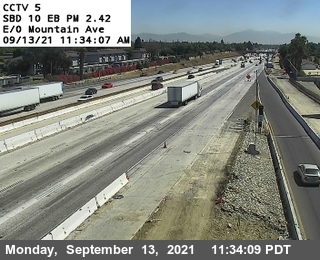 CCTV 5
SBD 10 EB PM 2.42
E/O Mountain Ave
09/13/21 11:34:07 AM
Monday, September 13, 2021 11:34:09 PDT